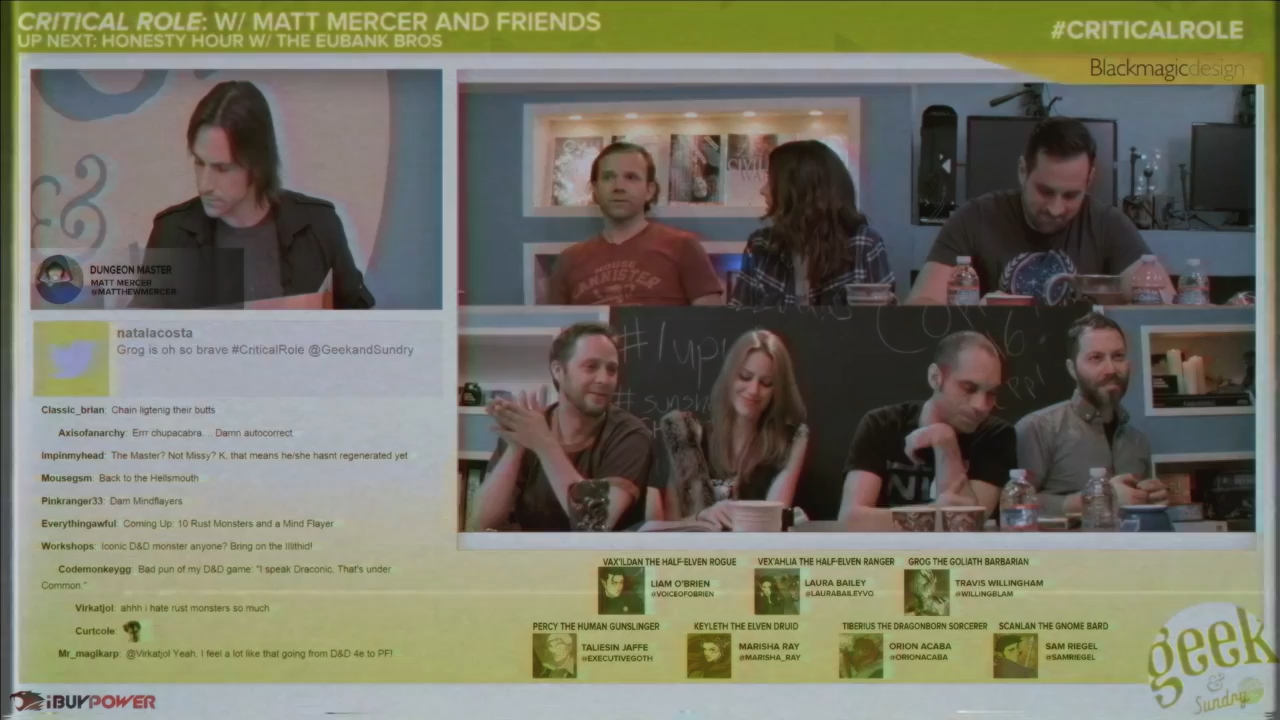 CRITICAL ROLE: W/ MATT MERCER AND FRIENDS
UP NEXT: HONESTY HOUR W/ THE EUBANK BROS
#CRITICALROLE
Blackmagicdesign
DUNGEON MASTER
MATT MERCER
@MATTHEWMERCER
natalacosta
Grog is oh so brave #CriticalRole @GeekandSundry
Classic_brian: Chain ligtenig their butts
Axisofanarchy: Errr chupacabra.... Damn autocorrect
Impinmyhead: The Master? Not Missy? K, that means he/she hasnt regenerated yet
Mousegsm: Back to the Hellsmouth
Pinkranger33: Dam Mindflayers
Everythingawful: Coming Up: 10 Rust Monsters and a Mind Flayer
Workshops: Iconic D&D monster anyone? Bring on the Illithid!
Codemonkeygg: Bad pun of my D&D game: "I speak Draconic. That's under
Common."
Virkatjol: ahhh i hate rust monsters so much
Curtcole:
Mr_magikarp: @Virkatjol Yeah, I feel a lot like that going from D&D 4e to PF!
CIVIL
WAR
HOUSE
BANNISTER
VAX'ILDAN THE HALF-ELVEN ROGUE
LIAM O'BRIEN
@VOICEOFOBRIEN
VEX'AHLIA THE HALF-ELVEN RANGER
LAURA BAILEY
@LAURABAILEYVO
GROG THE GOLIATH BARBARIAN
TRAVIS WILLINGHAM
@WILLINGBLAM
PERCY THE HUMAN GUNSLINGER
TALIESIN JAFFE
@EXECUTIVEGOTH
KEYLETH THE ELVEN DRUID
MARISHA RAY
@MARISHA_RAY
TIBERIUS THE DRAGONBORN SORCERER
ORION ACABA
@ORIONACABA
SCANLAN THE GNOME BARD
SAM RIEGEL
@SAMRIEGEL
geek
&
Sundry
iBUYPOWER